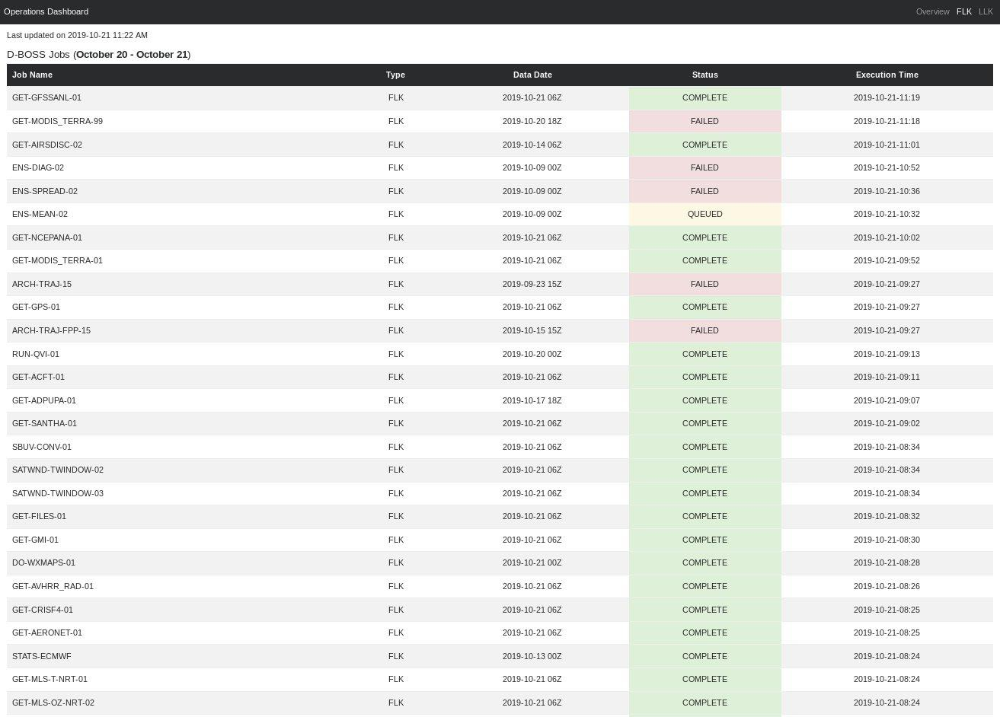 Operations Dashboard Overview FLK LLK
Last updated on 2019-10-21 11:22 AM
D-BOSS Jobs (October 20 - October 21)
Job Name Type Data Date Status Execution Time
GET-GFSSANL-01 FLK 2019-10-21 06Z COMPLETE 2019-10-21-11:19
GET-MODIS_TERRA-99 FLK 2019-10-20 18Z FAILED 2019-10-21-11:18
GET-AIRSDISC-02 FLK 2019-10-14 06Z COMPLETE 2019-10-21-11:01
ENS-DIAG-02 FLK 2019-10-09 00Z FAILED 2019-10-21-10:52
ENS-SPREAD-02 FLK 2019-10-09 00Z FAILED 2019-10-21-10:36
ENS-MEAN-02 FLK 2019-10-09 00Z QUEUED 2019-10-21-10:32
GET-NCEPANA-01 FLK 2019-10-21 06Z COMPLETE 2019-10-21-10:02
GET-MODIS_TERRA-01 FLK 2019-10-21 06Z COMPLETE 2019-10-21-09:52
ARCH-TRAJ-15 FLK 2019-09-23 15Z FAILED 2019-10-21-09:27
GET-GPS-01 FLK 2019-10-21 06Z COMPLETE 2019-10-21-09:27
ARCH-TRAJ-FPP-15 FLK 2019-10-15 15Z FAILED 2019-10-21-09:27
RUN-QVI-01 FLK 2019-10-20 00Z COMPLETE 2019-10-21-09:13
GET-ACFT-01 FLK 2019-10-21 06Z COMPLETE 2019-10-21-09:11
GET-ADPUPA-01 FLK 2019-10-17 18Z COMPLETE 2019-10-21-09:07
GET-SANTHA-01 FLK 2019-10-21 06Z COMPLETE 2019-10-21-09:02
SBUV-CONV-01 FLK 2019-10-21 06Z COMPLETE 2019-10-21-08:34
SATWND-TWINDOW-02 FLK 2019-10-21 06Z COMPLETE 2019-10-21-08:34
SATWND-TWINDOW-03 FLK 2019-10-21 06Z COMPLETE 2019-10-21-08:34
GET-FILES-01 FLK 2019-10-21 06Z COMPLETE 2019-10-21-08:32
GET-GMI-01 FLK 2019-10-21 06Z COMPLETE 2019-10-21-08:30
DO-WXMAPS-01 FLK 2019-10-21 00Z COMPLETE 2019-10-21-08:28
GET-AVHRR_RAD-01 FLK 2019-10-21 06Z COMPLETE 2019-10-21-08:26
GET-CRISF4-01 FLK 2019-10-21 06Z COMPLETE 2019-10-21-08:25
GET-AERONET-01 FLK 2019-10-21 06Z COMPLETE 2019-10-21-08:25
STATS-ECMWF FLK 2019-10-13 00Z COMPLETE 2019-10-21-08:24
GET-MLS-T-NRT-01 FLK 2019-10-21 06Z COMPLETE 2019-10-21-08:24
GET-MLS-OZ-NRT-02 FLK 2019-10-21 06Z COMPLETE 2019-10-21-08:24